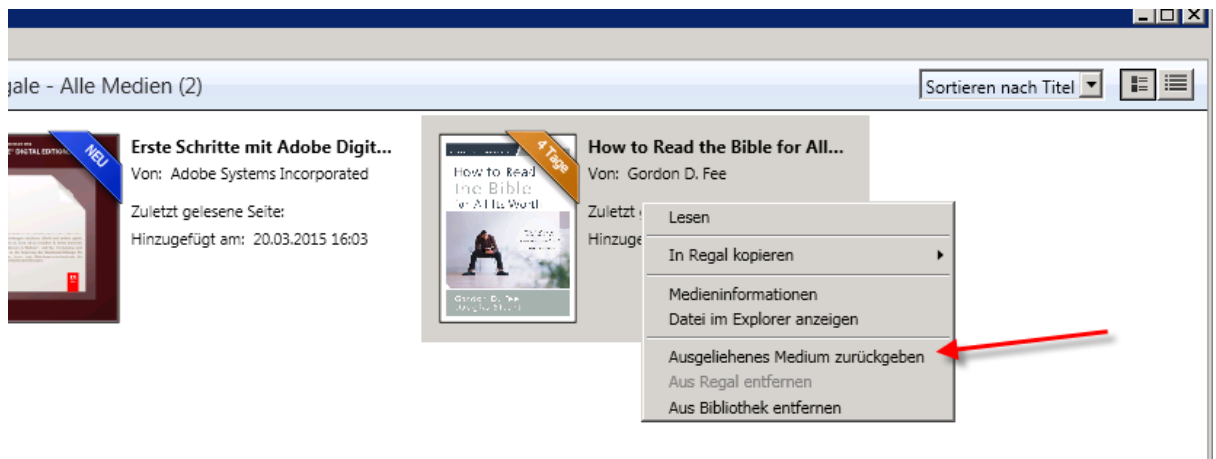 gale - Alle Medien (2)
Sortieren nach Titel
NEU
Erste Schritte mit Adobe Digit...
Von: Adobe Systems Incorporated
Zuletzt gelesene Seite:
Hinzugefügt am: 20.03.2015 16:03
4 Tage
How to Read
the Bible
for All Its Worth
Gordon D. Fee
Douglas Stuart
How to Read the Bible for All...
Von: Gordon D. Fee
Zuletzt
Hinzuge
Lesen
In Regal kopieren
Medieninformationen
Datei im Explorer anzeigen
Ausgeliehenes Medium zurückgeben
Aus Regal entfernen
Aus Bibliothek entfernen